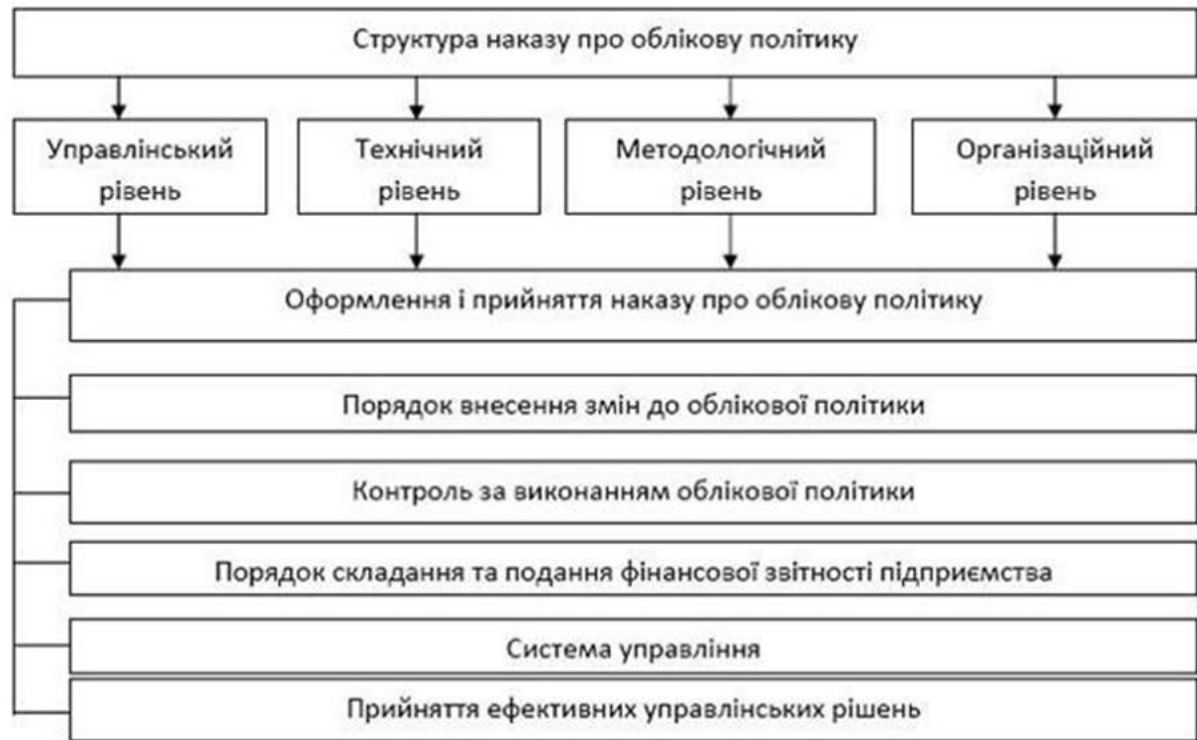 Структура наказу про облікову політику
Управлінський
рівень
Технічний
рівень
Методологічний
рівень
Організаційний
рівень
Оформлення і прийняття наказу про облікову політику
Порядок внесення змін до облікової політики
Контроль за виконанням облікової політики
Порядок складання та подання фінансової звітності підприємства
Система управління
Прийняття ефективних управлінських рішень